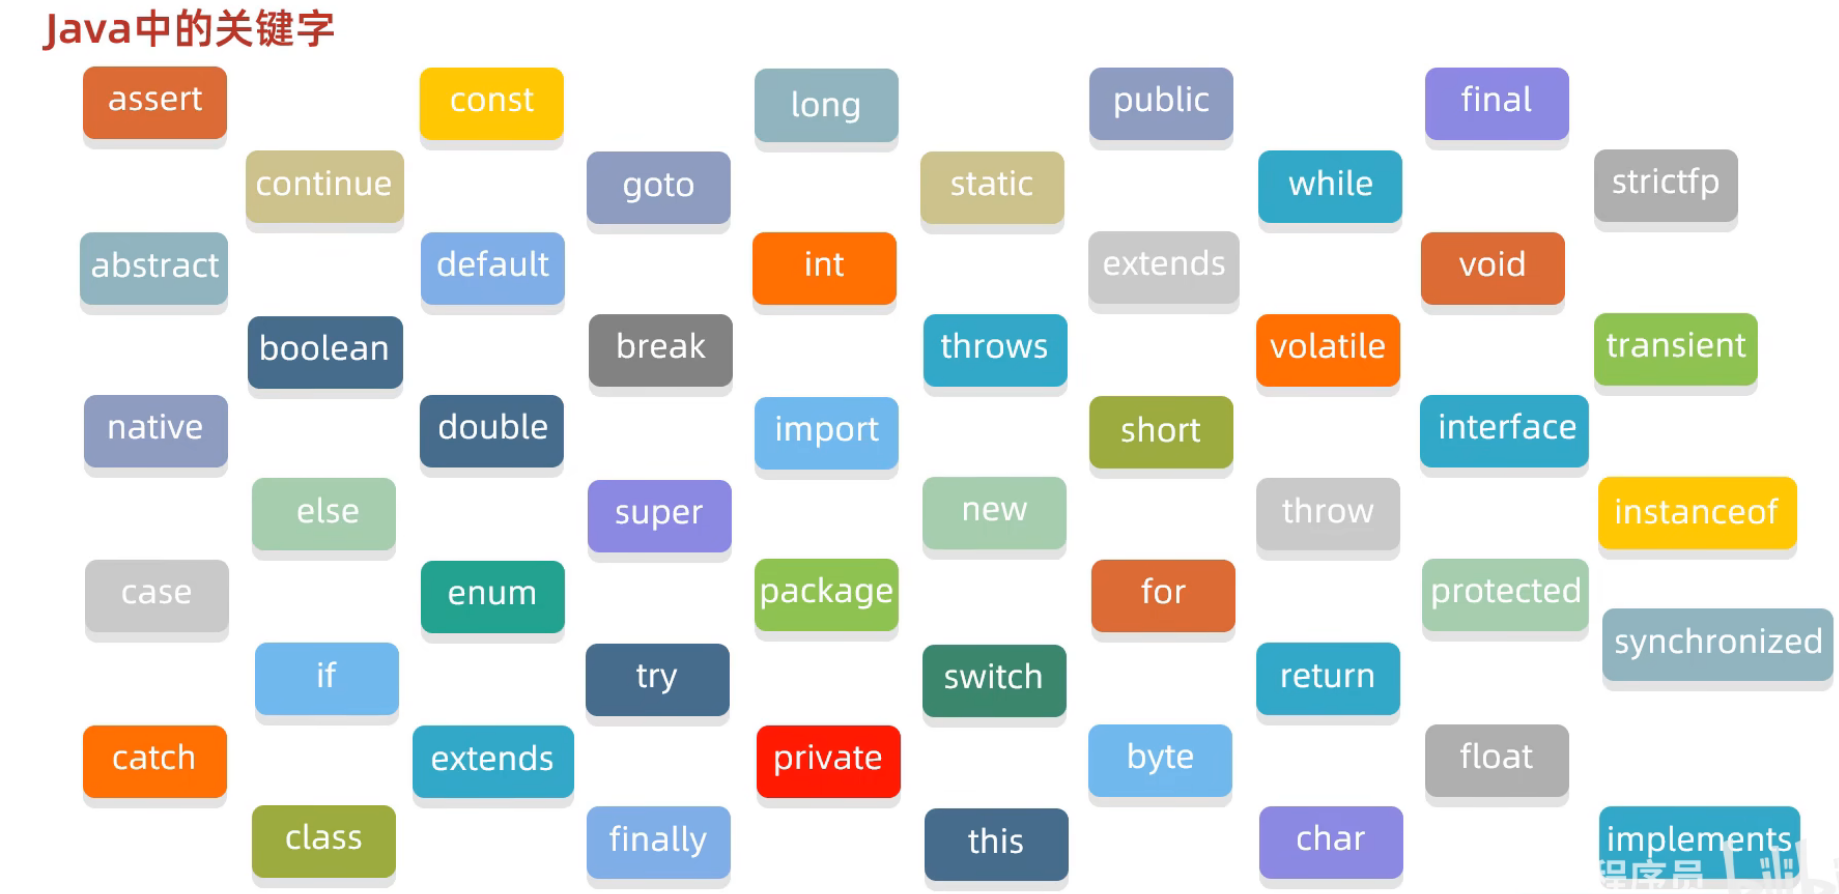 Java中的关键字
assert
const
long
public
final
continue
goto
static
while
strictfp
abstract
default
int
extends
void
boolean
break
throws
volatile
transient
native
double
import
short
interface
else
super
new
throw
instanceof
case
enum
package
for
protected
synchronized
if
try
switch
return
catch
extends
private
byte
float
class
finally
this
char
implements
程序员